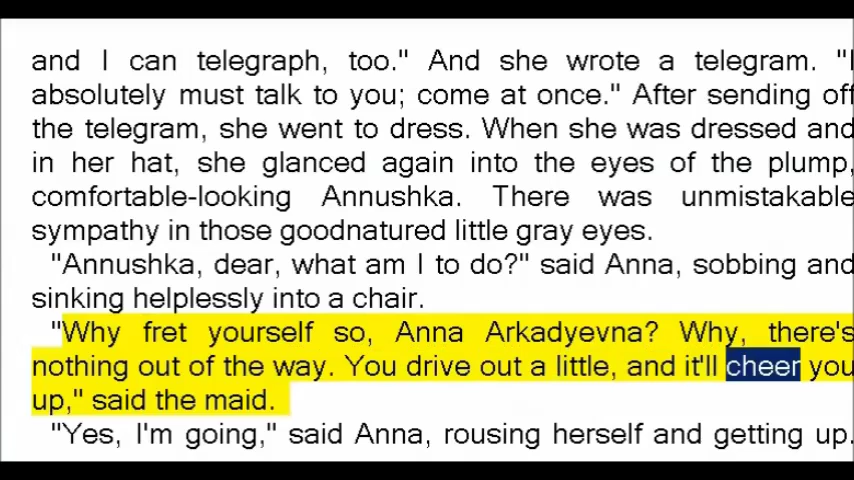 and I can telegraph, too." And she wrote a telegram. "I
absolutely must talk to you; come at once." After sending off
the telegram, she went to dress. When she was dressed and
in her hat, she glanced again into the eyes of the plump,
comfortable-looking Annushka. There was unmistakable
sympathy in those goodnatured little gray eyes.
"Annushka, dear, what am I to do?" said Anna, sobbing and
sinking helplessly into a chair.
"Why fret yourself so, Anna Arkadyevna? Why, there's
nothing out of the way. You drive out a little, and it'll cheer you
up," said the maid.
"Yes, I'm going," said Anna, rousing herself and getting up.